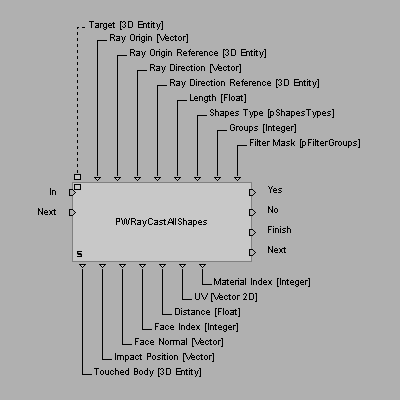 Target [3D Entity]
Ray Origin [Vector]
Ray Origin Reference [3D Entity]
Ray Direction [Vector]
Ray Direction Reference [3D Entity]
Length [Float]
Shapes Type [pShapesTypes]
Groups [Integer]
Filter Mask [pFilterGroups]
In
Yes
Next
No
PWRayCastAllShapes
Finish
S
Next
Material Index [Integer]
UV [Vector 2D]
Distance [Float]
Face Index [Integer]
Face Normal [Vector]
Impact Position [Vector]
Touched Body [3D Entity]